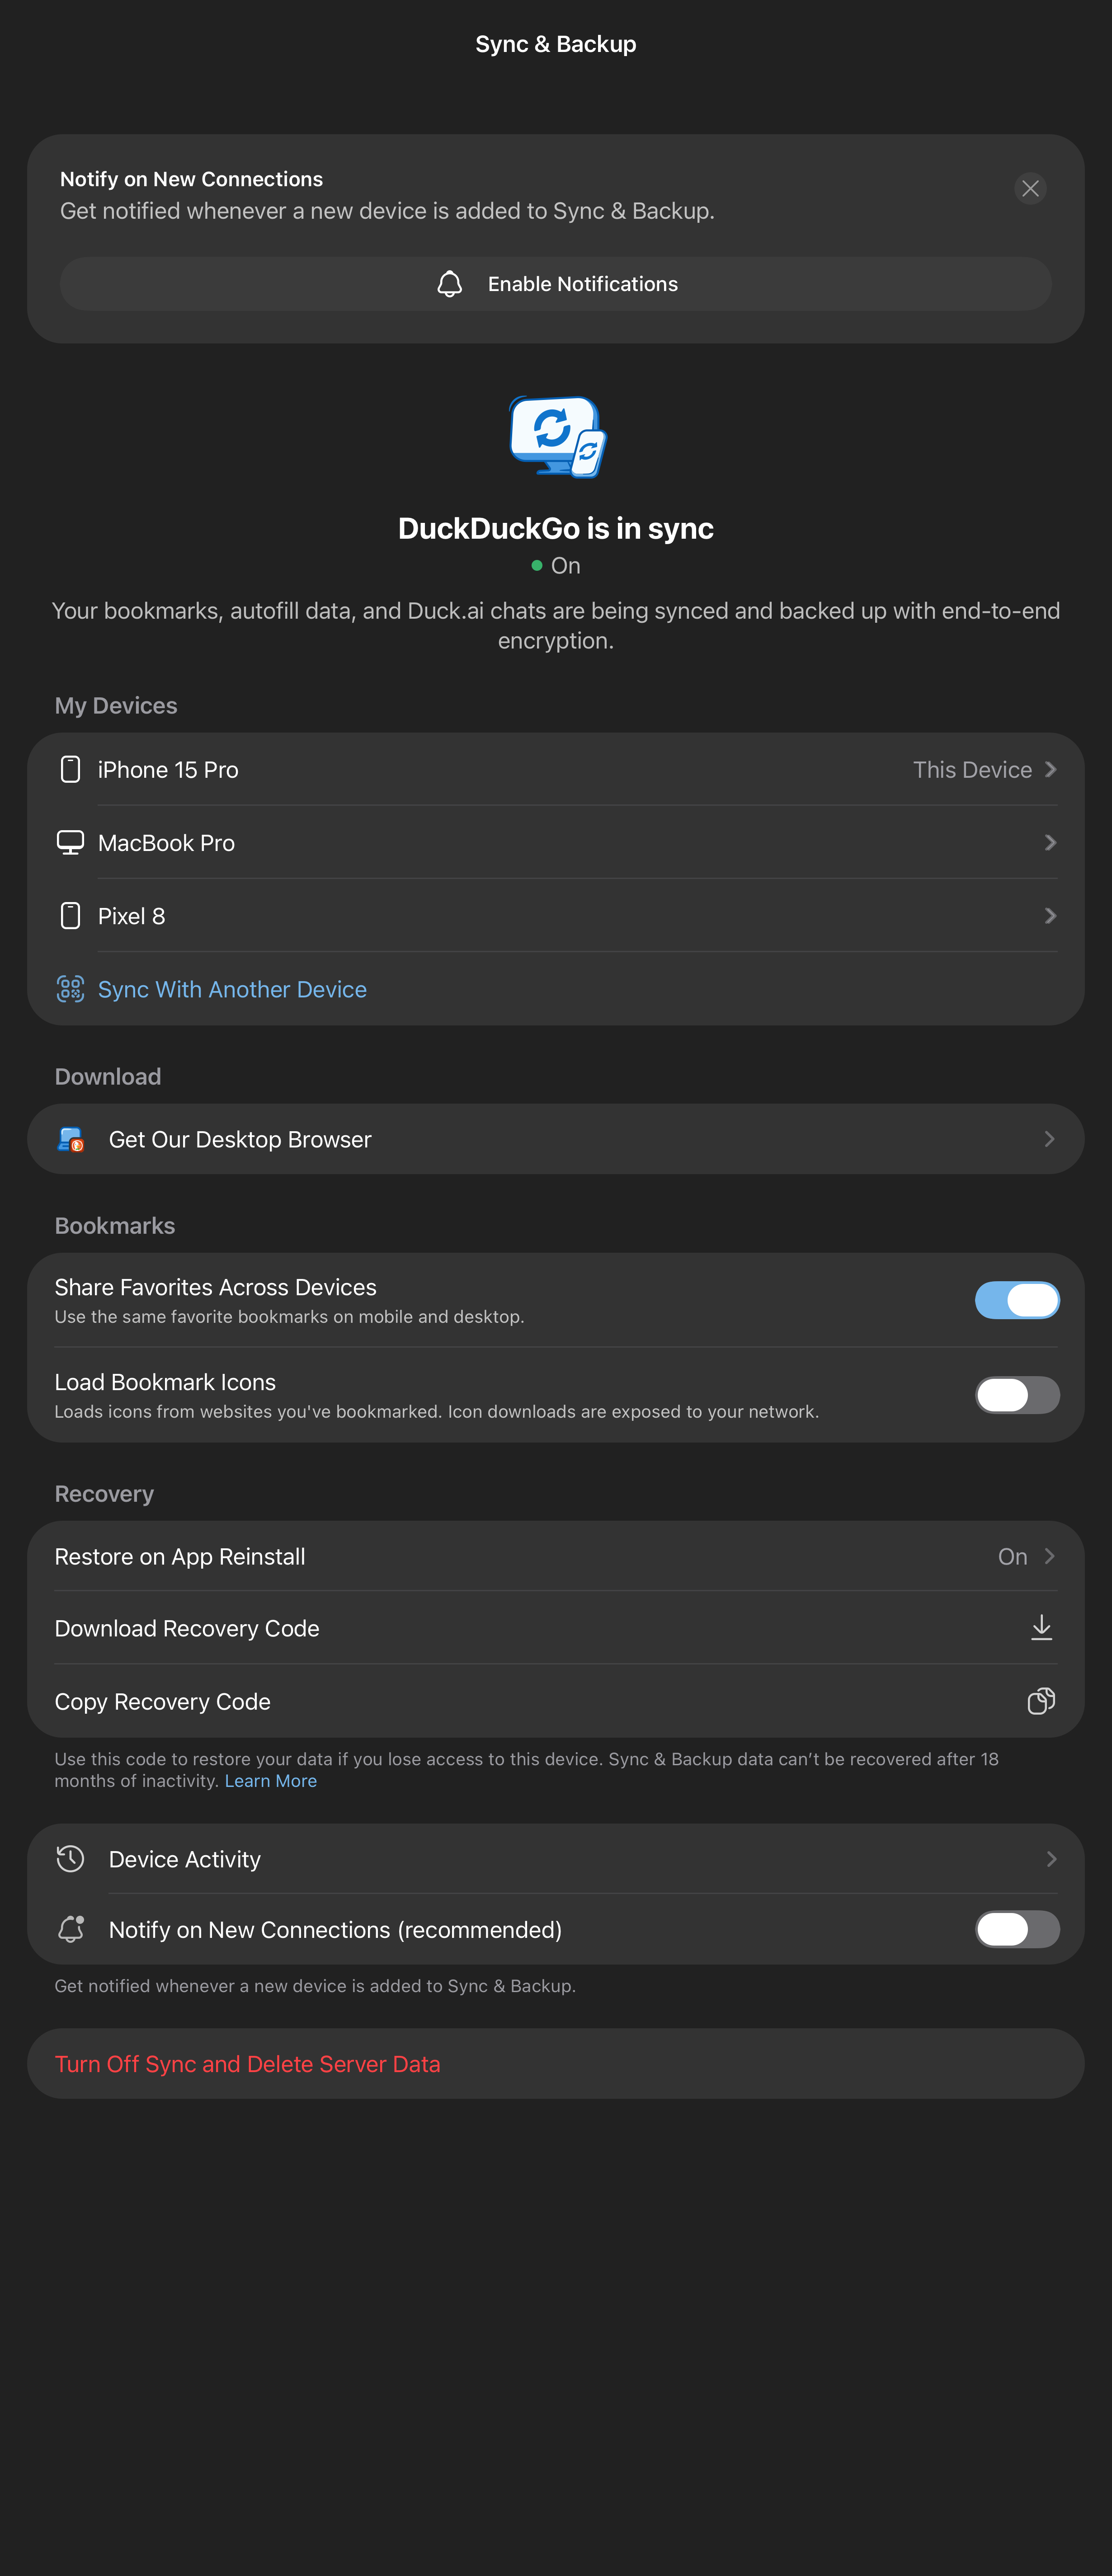 Sync & Backup
Notify on New Connections
Get notified whenever a new device is added to Sync & Backup.
Enable Notifications
DuckDuckGo is in sync
On
Your bookmarks, autofill data, and Duck.ai chats are being synced and backed up with end-to-end
encryption.
My Devices
iPhone 15 Pro This Device
MacBook Pro
Pixel 8
Sync With Another Device
Download
Get Our Desktop Browser
Bookmarks
Share Favorites Across Devices
Use the same favorite bookmarks on mobile and desktop.
Load Bookmark Icons
Loads icons from websites you've bookmarked. Icon downloads are exposed to your network.
Recovery
Restore on App Reinstall On
Download Recovery Code
Copy Recovery Code
Use this code to restore your data if you lose access to this device. Sync & Backup data can’t be recovered after 18
months of inactivity. Learn More
Device Activity
Notify on New Connections (recommended)
Get notified whenever a new device is added to Sync & Backup.
Turn Off Sync and Delete Server Data